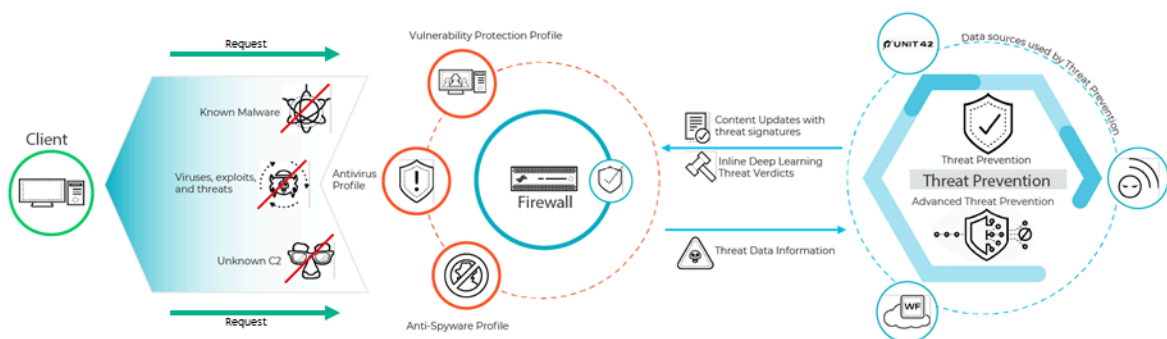 Request
Vulnerability Protection Profile
Known Malware
Client
Viruses, exploits,
and threats
Antivirus
Profile
Unknown C2
Request
Anti-Spyware Profile
Firewall
Content Updates with
threat signatures
Inline Deep Learning
Threat Verdicts
Threat Data Information
UNIT 42
Data sources used by Threat Prevention
Threat Prevention
Threat Prevention
Advanced Threat Prevention
WF